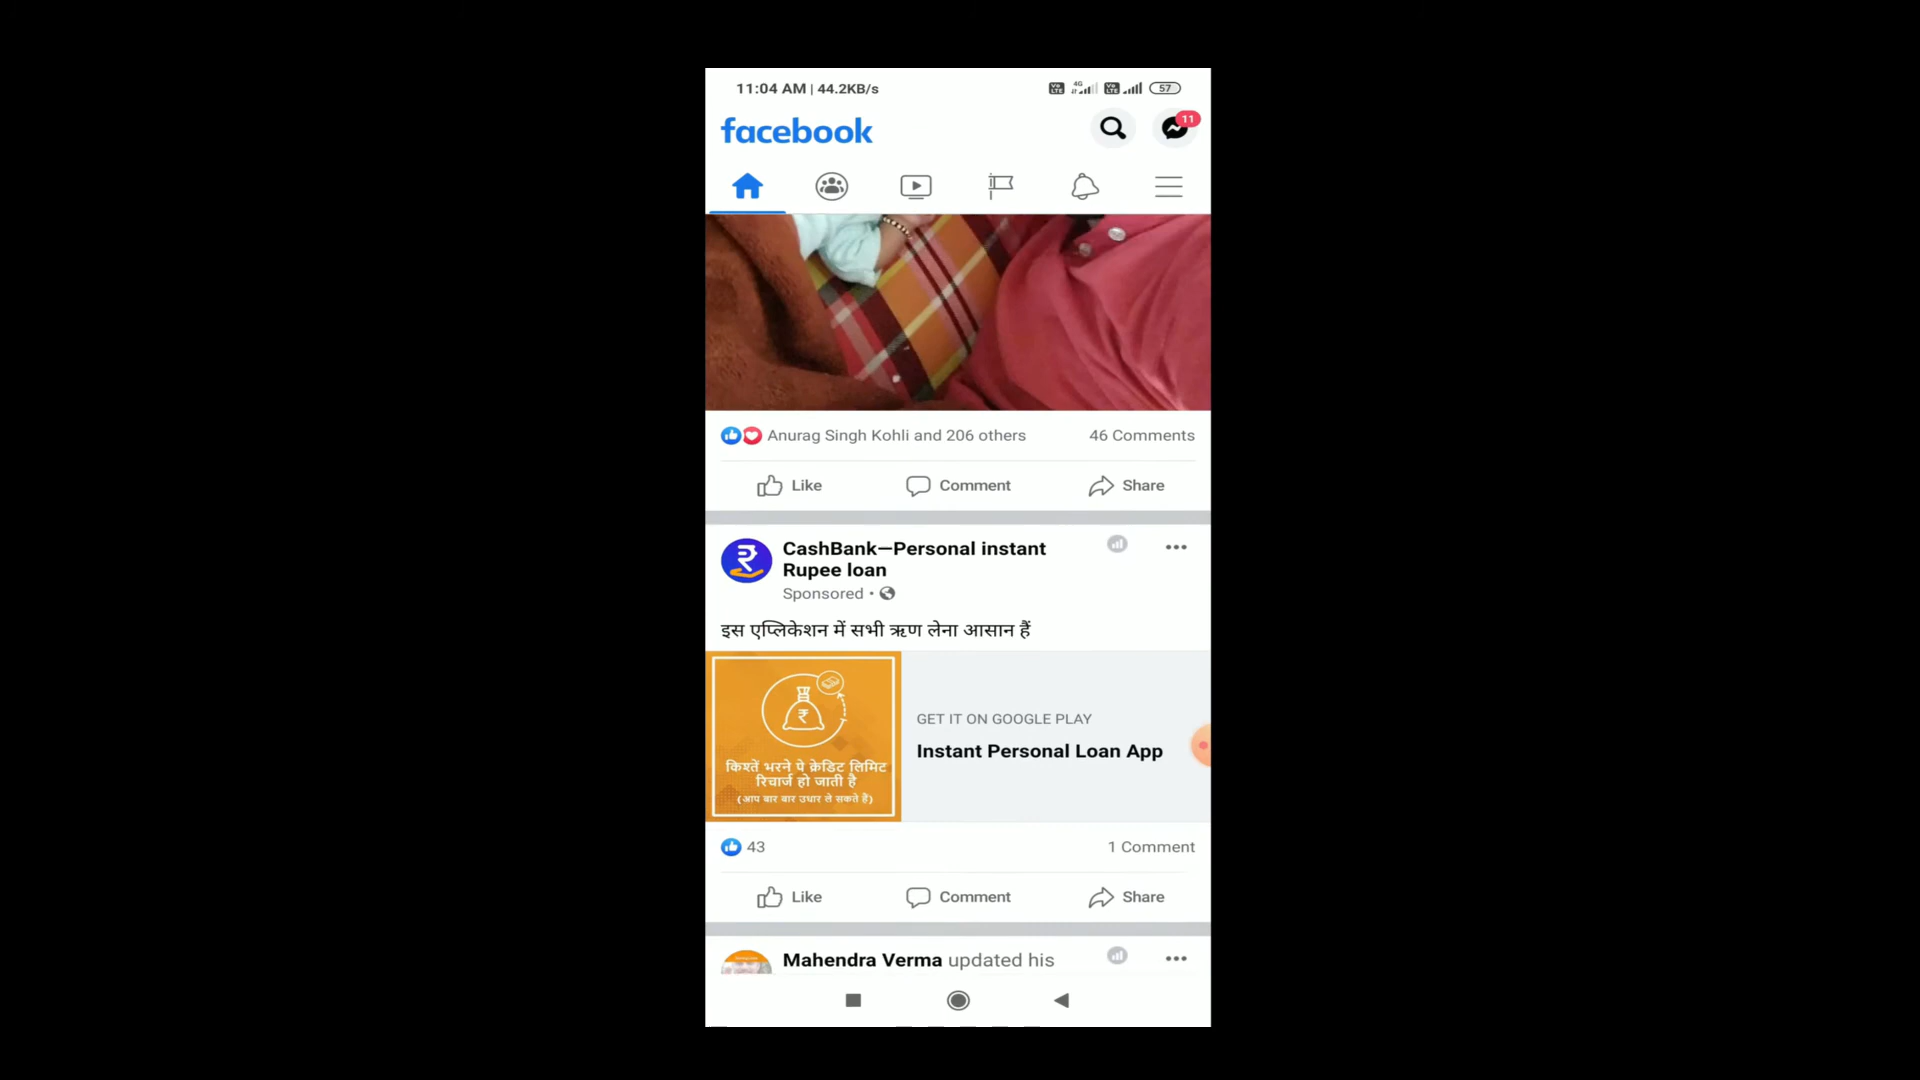 11:04 AM | 44.2KB/s
4G
57
facebook
11
Anurag Singh Kohli and 206 others
46 Comments
Like
Comment
Share
CashBank—Personal instant
Rupee loan
Sponsored •
इस एप्लिकेशन में सभी ऋण लेना आसान हैं
किश्तें भरने पे क्रेडिट लिमिट
रिचार्ज हो जाती है
(आप बार बार उधार ले सकते हैं)
GET IT ON GOOGLE PLAY
Instant Personal Loan App
43
1 Comment
Like
Comment
Share
Mahendra Verma updated his